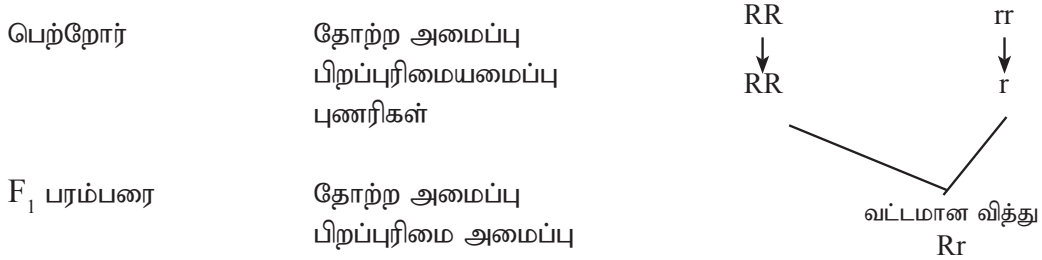 பெற்றோர் தோற்ற அமைப்பு RR rr
பிறப்புரிமையமைப்பு RR r
புணரிகள்
F₁ பரம்பரை தோற்ற அமைப்பு வட்டமான வித்து
பிறப்புரிமை அமைப்பு Rr